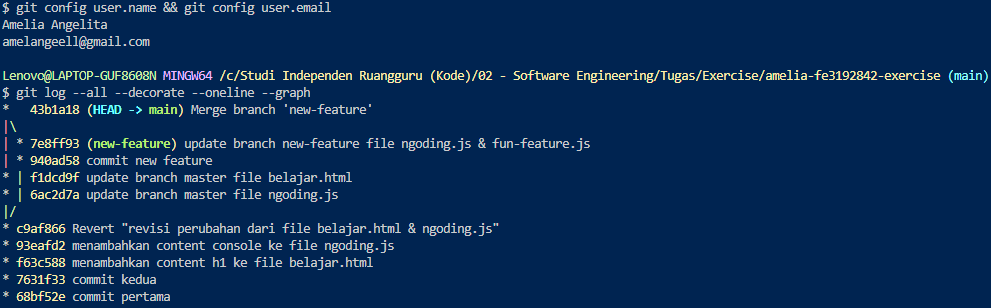 $ git config user.name && git config user.email
Amelia Angelita
amelangeell@gmail.com
Lenovo@LAPTOP-GUF8608N MINGW64 /c/Studi Independen Ruangguru (Kode)/02 - Software Engineering/Tugas/Exercise/amelia-fe3192842-exercise (main)
$ git log --all --decorate --oneline --graph
*   43b1a18 (HEAD -> main) Merge branch 'new-feature'
|\
| * 7e8ff93 (new-feature) update branch new-feature file ngoding.js & fun-feature.js
| * 940ad58 commit new feature
* | f1dcd9f update branch master file belajar.html
* | 6ac2d7a update branch master file ngoding.js
|/
* c9af866 Revert "revisi perubahan dari file belajar.html & ngoding.js"
* 93eafd2 menambahkan content console ke file ngoding.js
* f63c588 menambahkan content h1 ke file belajar.html
* 7631f33 commit kedua
* 68bf52e commit pertama